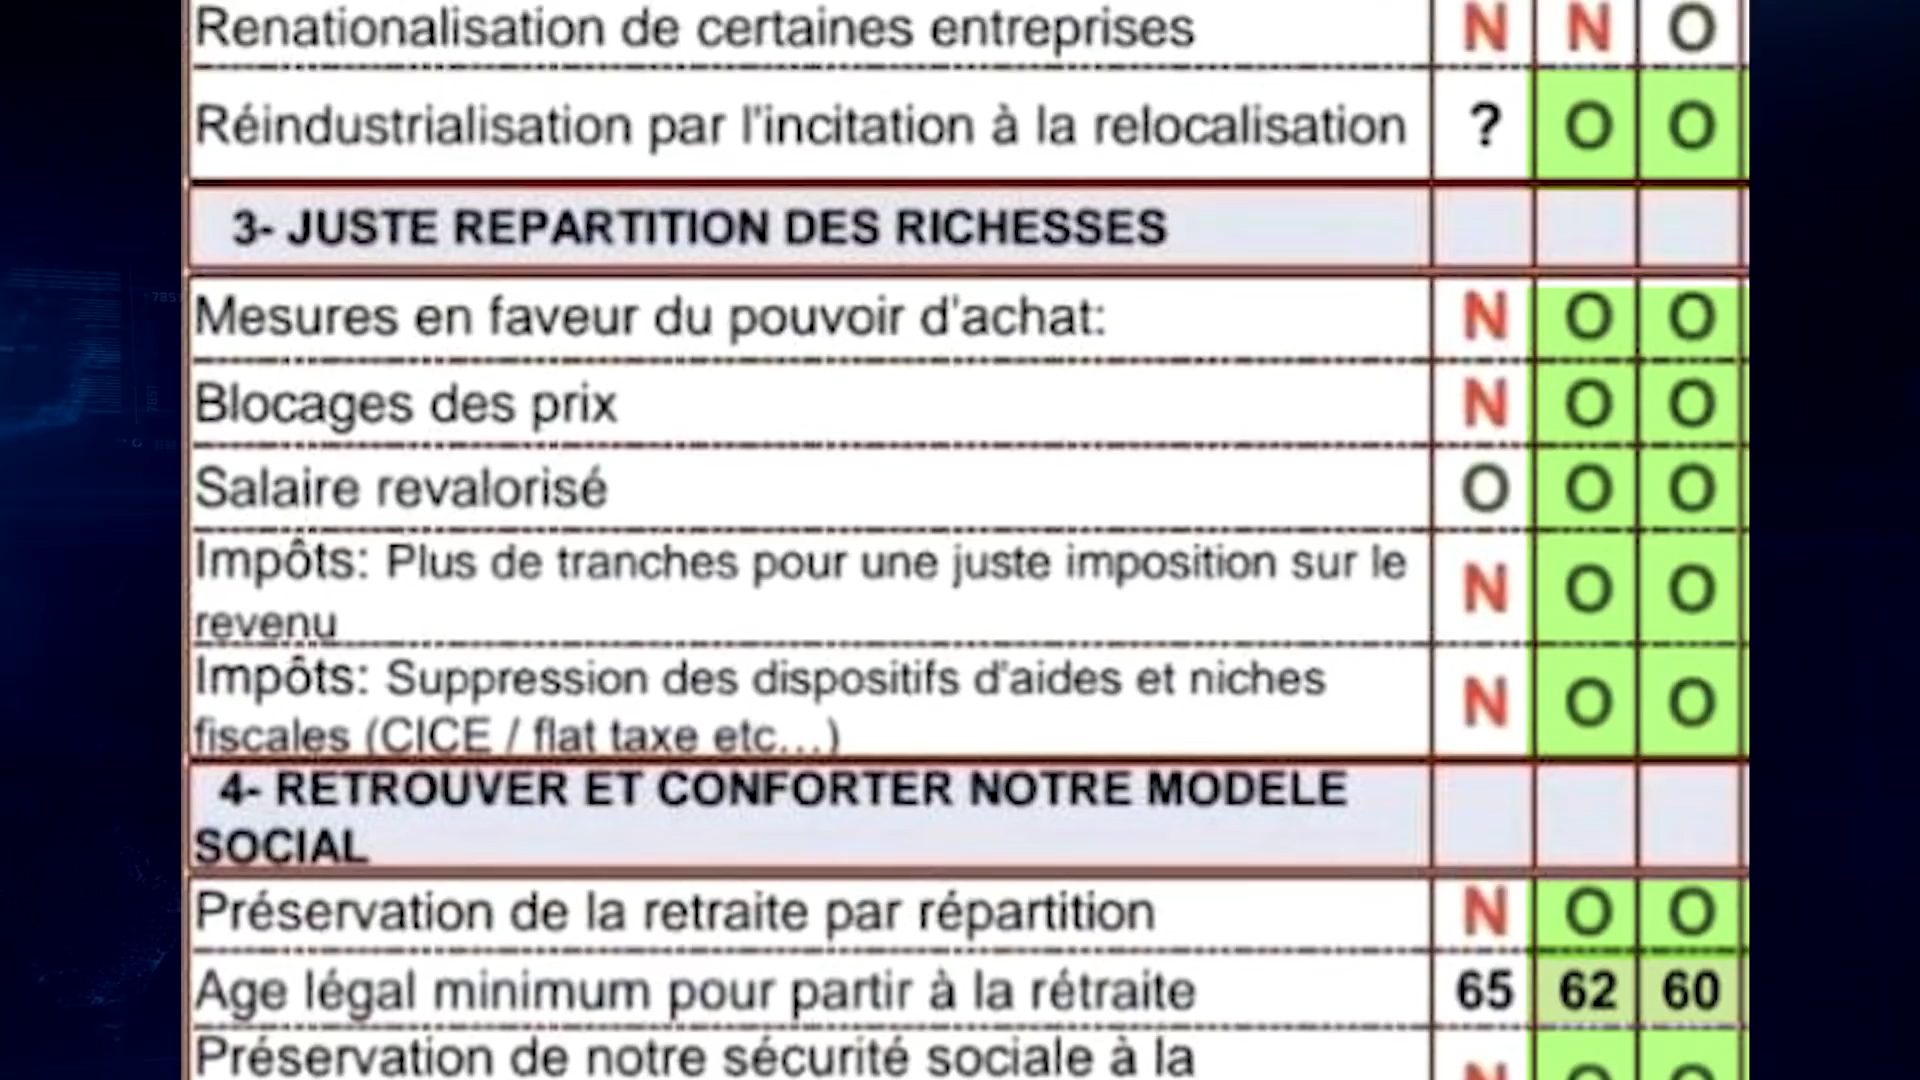 Renationalisation de certaines entreprises N N O
Réindustrialisation par l'incitation à la relocalisation ? O O
3- JUSTE REPARTITION DES RICHESSES
Mesures en faveur du pouvoir d'achat: N O O
Blocages des prix N O O
Salaire revalorisé O O O
Impôts: Plus de tranches pour une juste imposition sur le
revenu N O O
Impôts: Suppression des dispositifs d'aides et niches
fiscales (CICE / flat taxe etc...) N O O
4- RETROUVER ET CONFORTER NOTRE MODELE
SOCIAL
Préservation de la retraite par répartition N O O
Age légal minimum pour partir à la rétraite 65 62 60
Préservation de notre sécurité sociale à la N O O